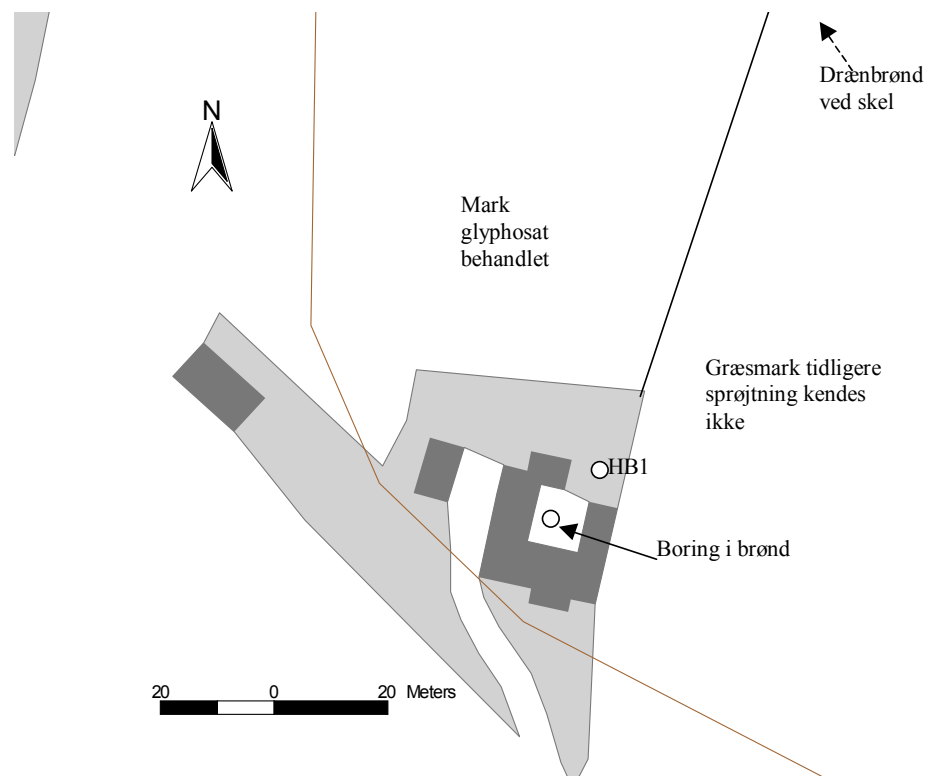 Drænbrønd
ved skel
N
Mark
glyphosat
behandlet
Græsmark tidligere
sprøjtning kendes
ikke
HB1
Boring i brønd
20 0 20 Meters